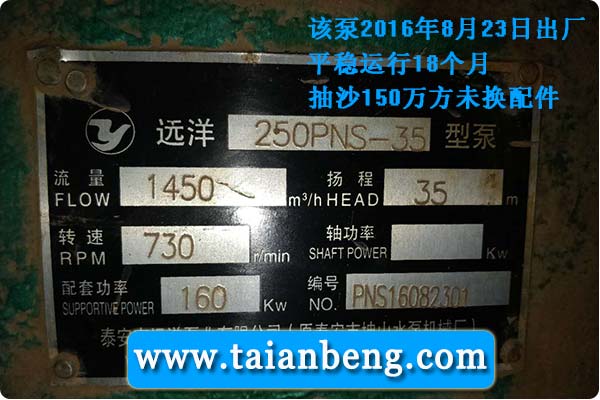 该泵2016年8月23日出厂
平稳运行18个月
抽沙150万方未换配件
远洋 250PNS-35 型泵
流量 1450 m³/h 扬程 35 m
FLOW HEAD
转速 730 r/min 轴功率 Kw
RPM SHAFT POWER
配套功率 160 Kw 编号 PNS16082301
SUPPORTIVE POWER NO.
泰安
www.taianbeng.com